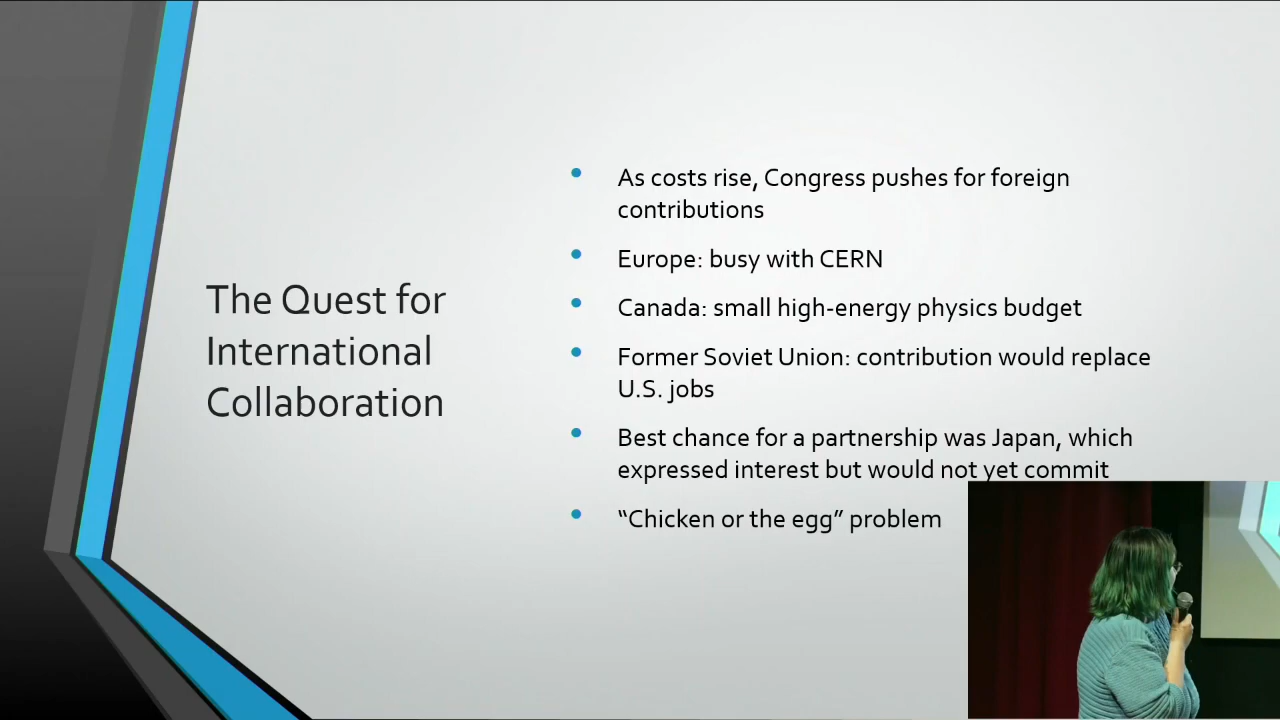 The Quest for
International
Collaboration
As costs rise, Congress pushes for foreign
contributions
Europe: busy with CERN
Canada: small high-energy physics budget
Former Soviet Union: contribution would replace
U.S. jobs
Best chance for a partnership was Japan, which
expressed interest but would not yet commit
“Chicken or the egg” problem